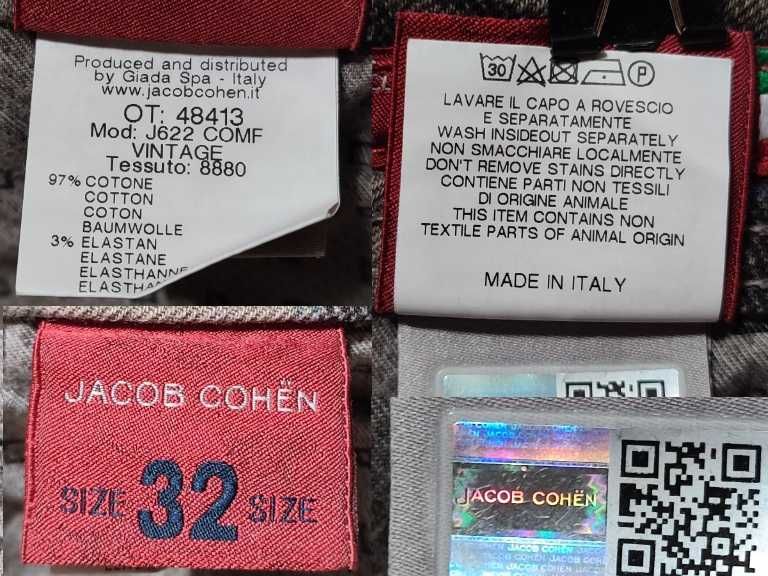 Produced and distributed
by Giada Spa - Italy
www.jacobcohen.it
OT: 48413
Mod: J622 COMF
VINTAGE
Tessuto: 8880
97% COTONE
COTTON
COTON
BAUMWOLLE
3% ELASTAN
ELASTANE
ELASTHANNE
30 P
LAVARE IL CAPO A ROVESCIO
E SEPARATAMENTE
WASH INSIDEOUT SEPARATELY
NON SMACCHIARE LOCALMENTE
DON'T REMOVE STAINS DIRECTLY
CONTIENE PARTI NON TESSILI
DI ORIGINE ANIMALE
THIS ITEM CONTAINS NON
TEXTILE PARTS OF ANIMAL ORIGIN
MADE IN ITALY
JACOB COHËN
SIZE 32 SIZE
JACOB COHËN
JACOB COHËN